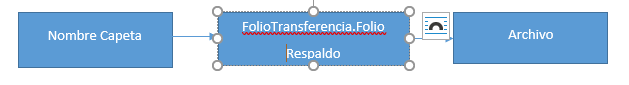 Nombre Capeta
FolioTransferencia.Folio
Respaldo
Archivo